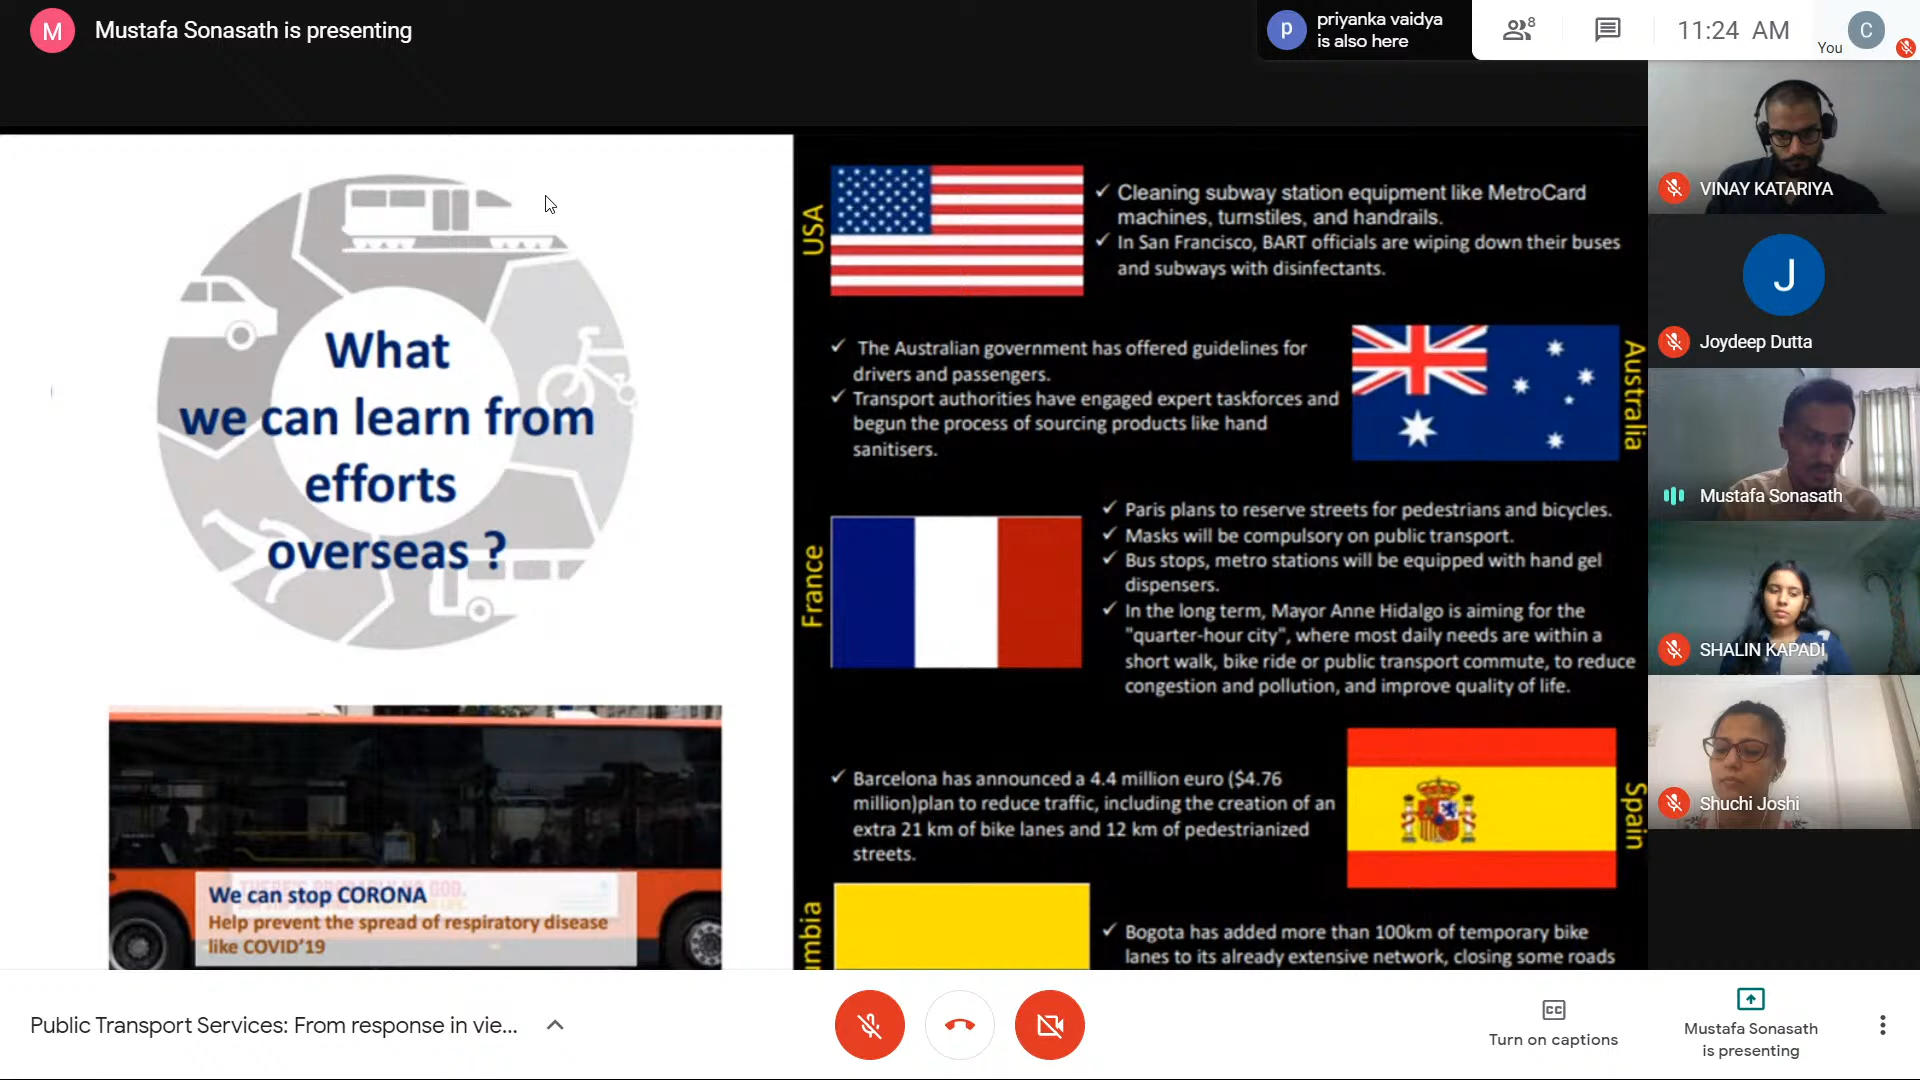 M
Mustafa Sonasath is presenting
p
priyanka vaidya
is also here
8
11:24 AM
You
C
What
we can learn from
efforts
overseas ?
We can stop CORONA
Help prevent the spread of respiratory disease
like COVID'19
USA
✓ Cleaning subway station equipment like MetroCard
machines, turnstiles, and handrails.
✓ In San Francisco, BART officials are wiping down their buses
and subways with disinfectants.
✓ The Australian government has offered guidelines for
drivers and passengers.
✓ Transport authorities have engaged expert taskforces and
begun the process of sourcing products like hand
sanitisers.
Australia
France
✓ Paris plans to reserve streets for pedestrians and bicycles.
✓ Masks will be compulsory on public transport.
✓ Bus stops, metro stations will be equipped with hand gel
dispensers.
✓ In the long term, Mayor Anne Hidalgo is aiming for the
"quarter-hour city", where most daily needs are within a
short walk, bike ride or public transport commute, to reduce
congestion and pollution, and improve quality of life.
✓ Barcelona has announced a 4.4 million euro ($4.76
million)plan to reduce traffic, including the creation of an
extra 21 km of bike lanes and 12 km of pedestrianized
streets.
Spain
umbia
✓ Bogota has added more than 100km of temporary bike
lanes to its already extensive network, closing some roads
VINAY KATARIYA
J
Joydeep Dutta
Mustafa Sonasath
SHALIN KAPADI
Shuchi Joshi
Public Transport Services: From response in vie...
CC
Turn on captions
Mustafa Sonasath
is presenting